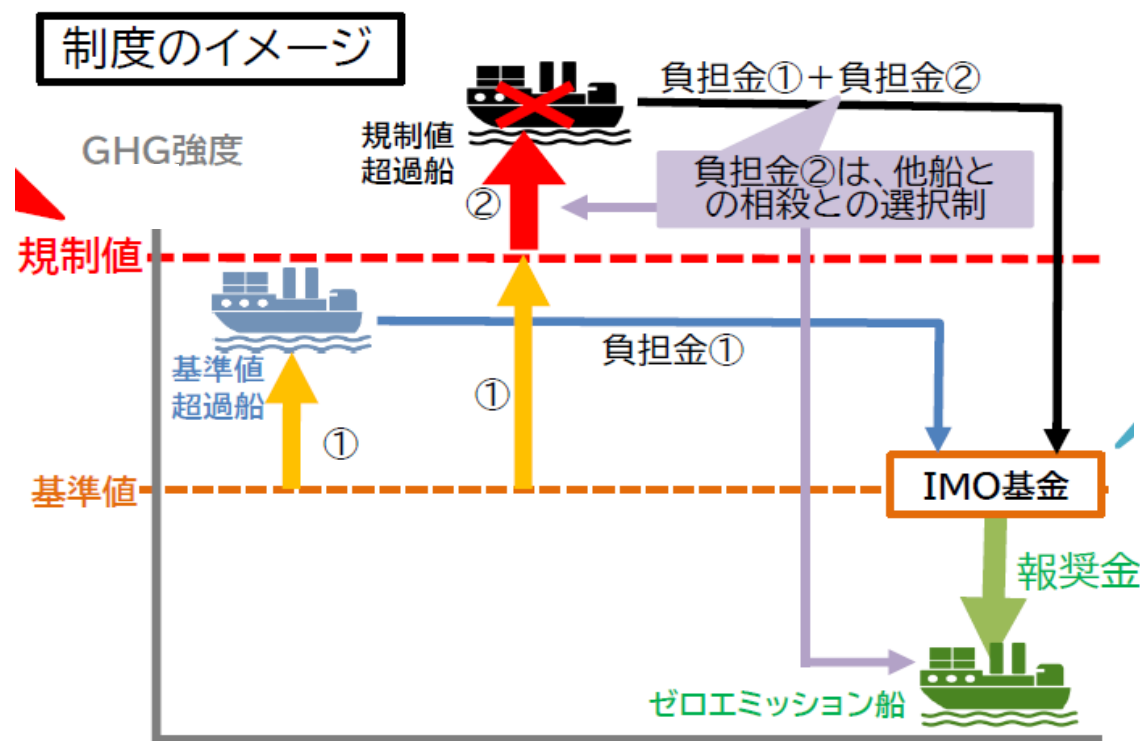 制度のイメージ
負担金①＋負担金②
GHG強度
規制値
超過船
②
負担金②は、他船と
の相殺との選択制
規制値
負担金①
基準値
超過船
①
①
基準値
IMO基金
報奨金
ゼロエミッション船